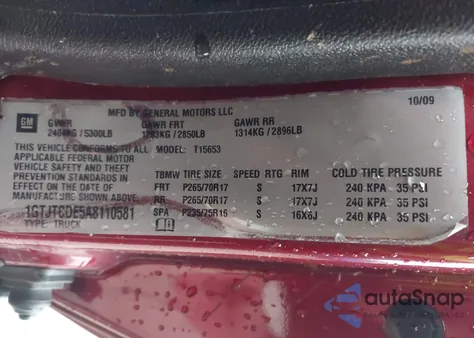 MFD BY GENERAL MOTORS LLC 10/09
GM GVWR GAWR FRT GAWR RR
2404KG / 5300LB 1293KG / 2850LB 1314KG / 2896LB
THIS VEHICLE CONFORMS TO ALL T15653
APPLICABLE FEDERAL MOTOR
VEHICLE SAFETY AND BUMPER
STANDARDS IN EFFECT ON THE DATE
OF MANUFACTURE SHOWN ABOVE.
1GTJTCDE5A8110581
TYPE: TRUCK
MODEL:
COLD TIRE PRESSURE
TBMW TIRE SIZE S RTG RIM
FRT P265/70R17 S 17X7J 240 KPA 35 PSI
RR P265/70R17 S 17X7J 240 KPA 35 PSI
SPA P235/75R16 S 16X6J 240 KPA 35 PSI
autoSnap